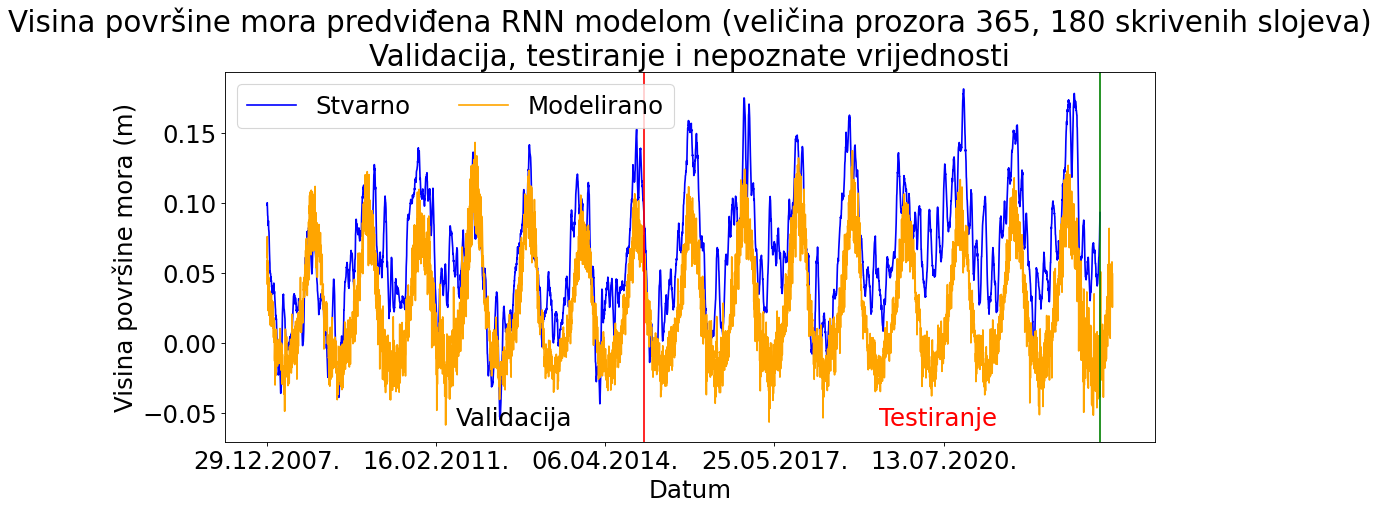 Visina površine mora predviđena RNN modelom (veličina prozora 365, 180 skrivenih slojeva)
Validacija, testiranje i nepoznate vrijednosti
Stvarno
Modelirano
Visina površine mora (m)
0.15
0.10
0.05
0.00
−0.05
Validacija
Testiranje
29.12.2007.
16.02.2011.
06.04.2014.
25.05.2017.
13.07.2020.
Datum